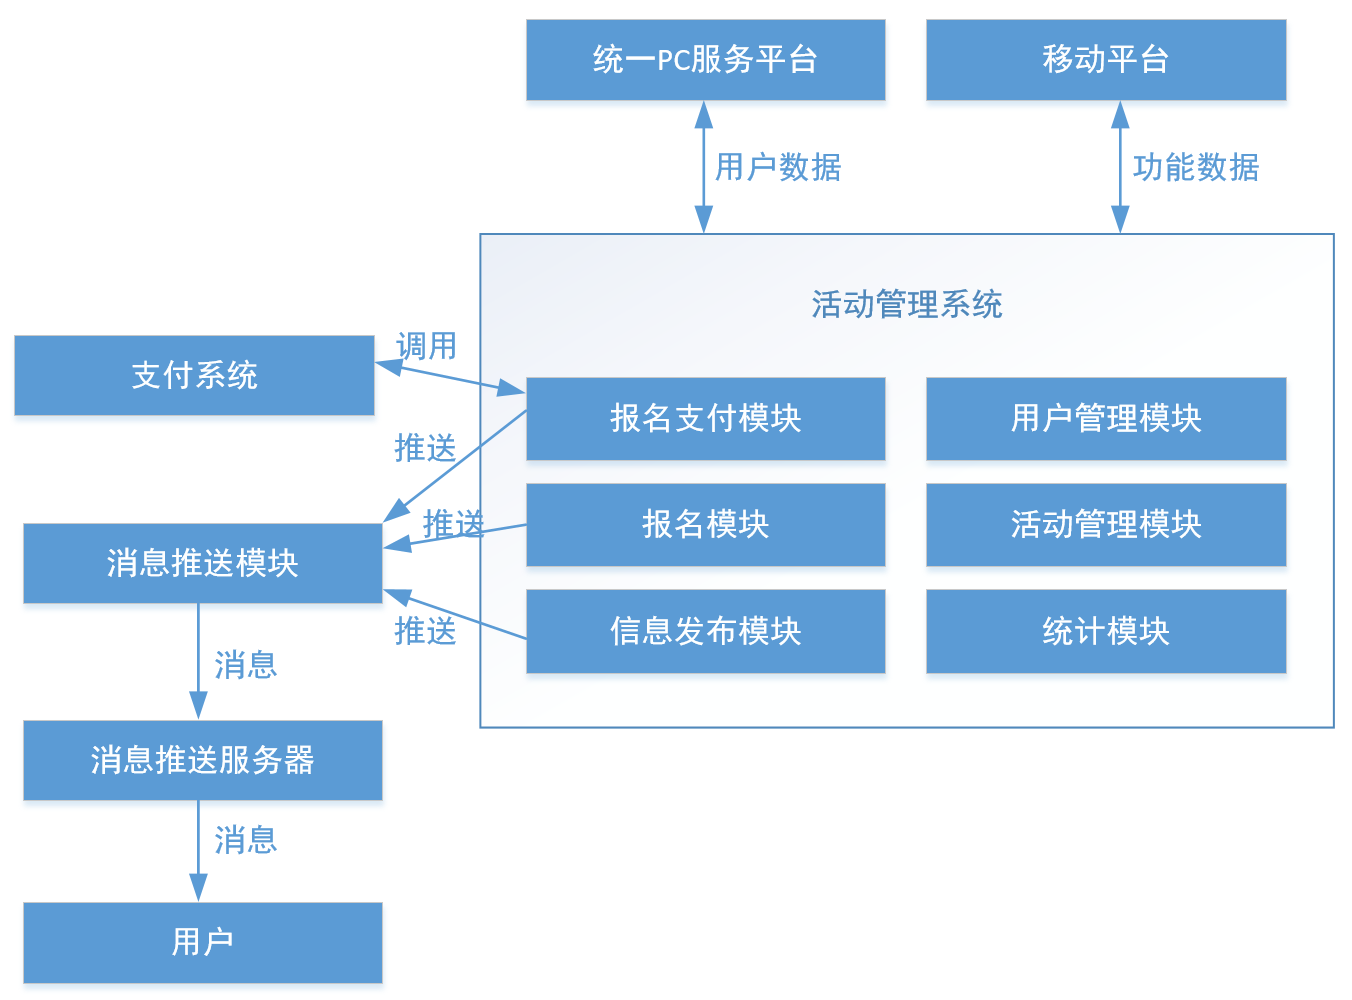 统一PC服务平台
移动平台
用户数据
功能数据
活动管理系统
调用
支付系统
报名支付模块
用户管理模块
推送
报名模块
活动管理模块
推送
消息推送模块
信息发布模块
统计模块
推送
消息
消息推送服务器
消息
用户